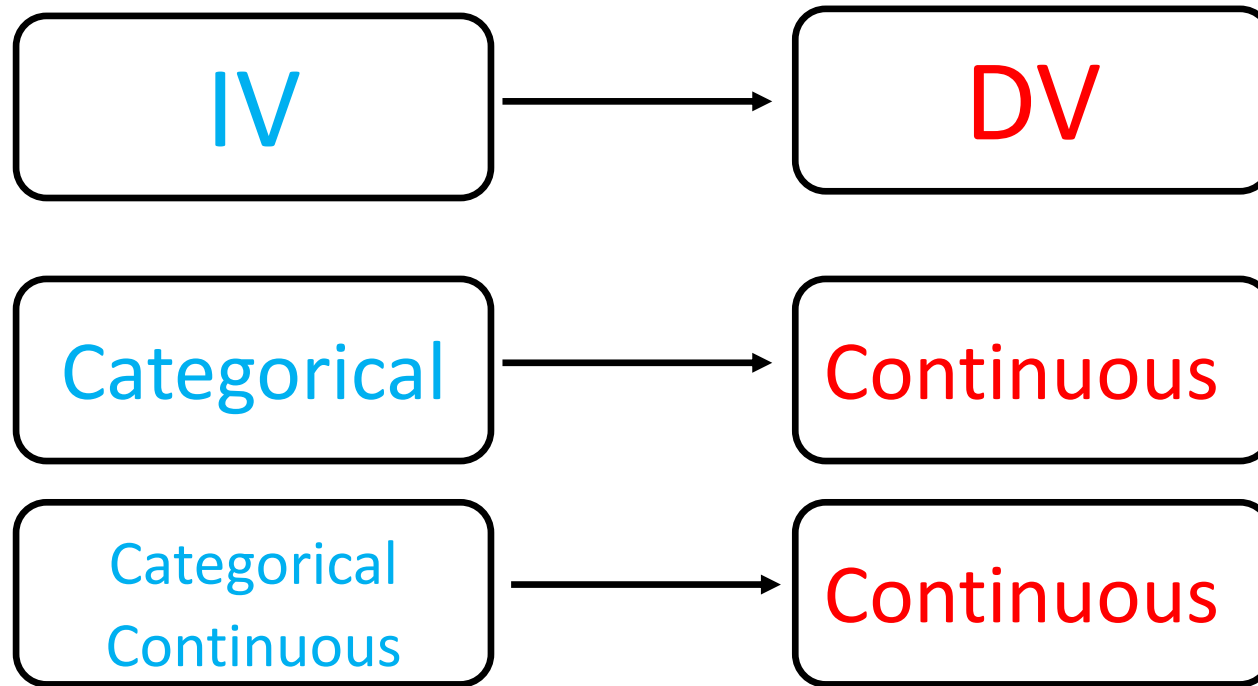 IV
DV
Categorical
Continuous
Categorical
Continuous
Continuous